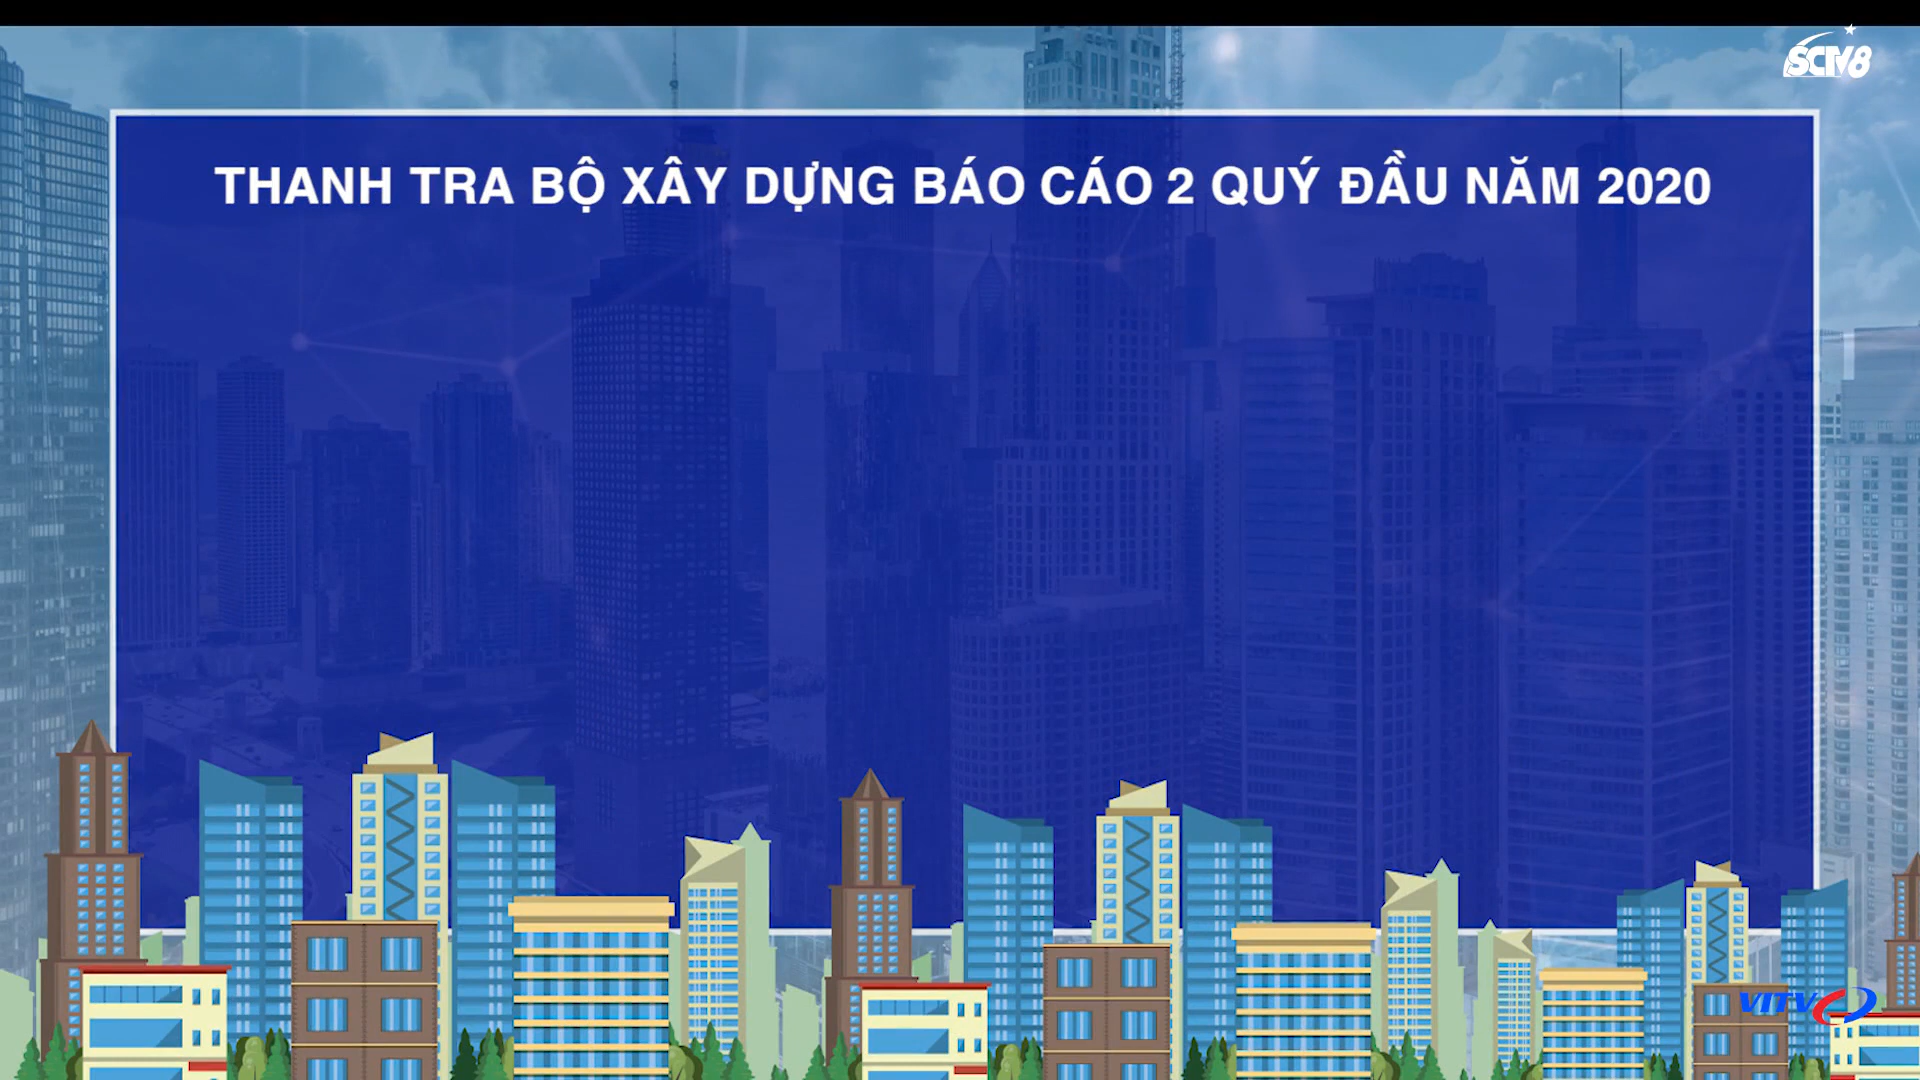 SCTV8
THANH TRA BỘ XÂY DỰNG BÁO CÁO 2 QUÝ ĐẦU NĂM 2020
VITV